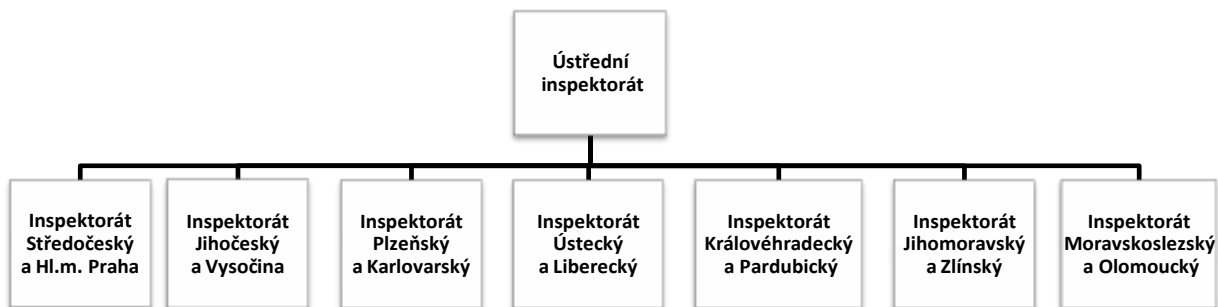 Ústřední
inspektorát
Inspektorát
Středočeský
a Hl.m. Praha
Inspektorát
Jihočeský
a Vysočina
Inspektorát
Plzeňský
a Karlovarský
Inspektorát
Ústecký
a Liberecký
Inspektorát
Královéhradecký
a Pardubický
Inspektorát
Jihomoravský
a Zlínský
Inspektorát
Moravskoslezský
a Olomoucký